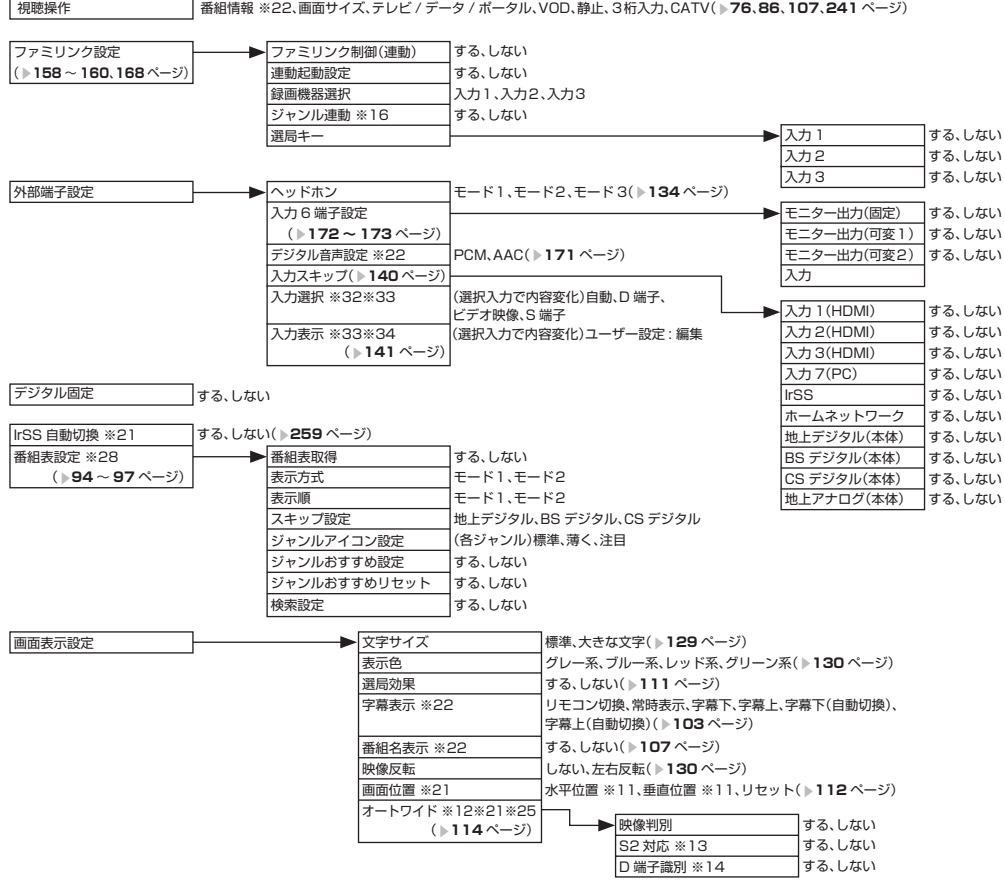 視聴操作 番組情報 ※22、画面サイズ、テレビ / データ / ポータル、VOD、静止、3桁入力、CATV(▶76、86、107、241 ページ)
ファミリンク設定
(▶158～160、168 ページ)
ファミリンク制御(連動) する、しない
連動起動設定 する、しない
録画機器選択 入力1、入力2、入力3
ジャンル連動 ※16 する、しない
選局キー
入力 1 する、しない
入力 2 する、しない
入力 3 する、しない
外部端子設定
ヘッドホン モード1、モード2、モード3(▶134 ページ)
入力 6 端子設定
(▶172～173 ページ)
モニター出力(固定) する、しない
モニター出力(可変1) する、しない
モニター出力(可変2) する、しない
入力
デジタル音声設定 ※22 PCM、AAC(▶171 ページ)
入力スキップ(▶140 ページ)
入力 1(HDMI) する、しない
入力 2(HDMI) する、しない
入力 3(HDMI) する、しない
入力 7(PC) する、しない
IrSS する、しない
ホームネットワーク する、しない
地上デジタル(本体) する、しない
BS デジタル(本体) する、しない
CS デジタル(本体) する、しない
地上アナログ(本体) する、しない
入力選択 ※32※33 (選択入力で内容変化)自動、D 端子、
ビデオ映像、S 端子
入力表示 ※33※34 (選択入力で内容変化)ユーザー設定 : 編集
(▶141 ページ)
デジタル固定 する、しない
IrSS 自動切換 ※21 する、しない(▶259 ページ)
番組表設定 ※28
(▶94～97 ページ)
番組表取得 する、しない
表示方式 モード1、モード2
表示順 モード1、モード2
スキップ設定 地上デジタル、BS デジタル、CS デジタル
ジャンルアイコン設定 (各ジャンル)標準、薄く、注目
ジャンルおすすめ設定 する、しない
ジャンルおすすめリセット する、しない
検索設定 する、しない
画面表示設定
文字サイズ 標準、大きな文字(▶129 ページ)
表示色 グレー系、ブルー系、レッド系、グリーン系(▶130 ページ)
選局効果 する、しない(▶111 ページ)
字幕表示 ※22 リモコン切換、常時表示、字幕下、字幕上、字幕下(自動切換)、
字幕上(自動切換)(▶103 ページ)
番組名表示 ※22 する、しない(▶107 ページ)
映像反転 しない、左右反転(▶130 ページ)
画面位置 ※21 水平位置 ※11、垂直位置 ※11、リセット(▶112 ページ)
オートワイド ※12※21※25
(▶114 ページ)
映像判別 する、しない
S2 対応 ※13 する、しない
D 端子識別 ※14 する、しない